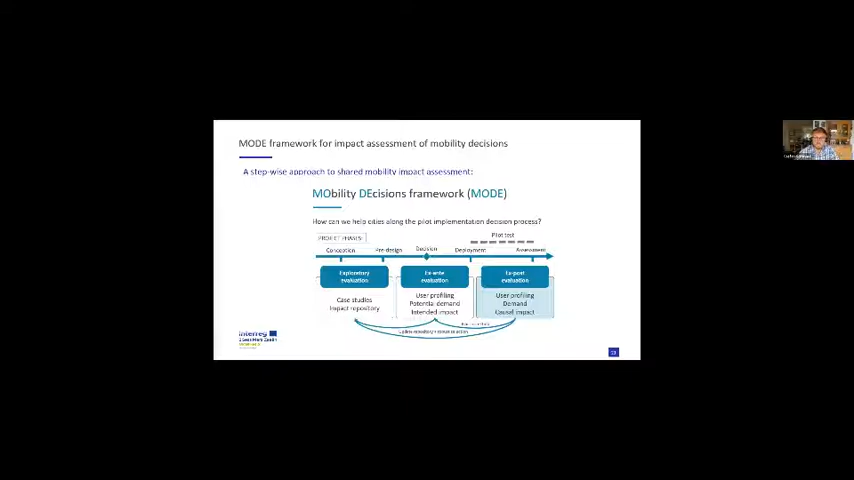 MODE framework for impact assessment of mobility decisions
A step-wise approach to shared mobility impact assessment:
MObility DEcisions framework (MODE)
How can we help cities along the pilot implementation decision process?
PROJECT PHASES
Pilot test
Conception
Pre-design
Decision
Deployment
Assessment
Exploratory
evaluation
Ex-ante
evaluation
Ex-post
evaluation
Case studies
Impact repository
User profiling
Potential demand
Intended impact
User profiling
Demand
Causal impact
Interreg